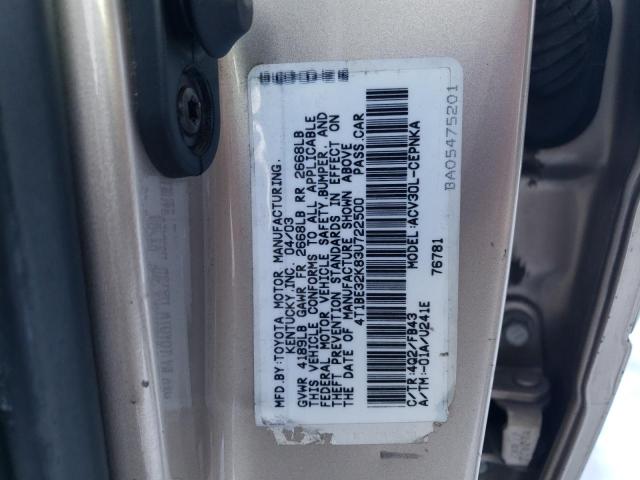 MFD.BY:TOYOTA MOTOR MANUFACTURING.
KENTUCKY,INC. 04/03
GVWR 4189LB GAWR FR 2668LB RR 2668LB
THIS VEHICLE CONFORMS TO ALL APPLICABLE
FEDERAL MOTOR VEHICLE SAFETY,BUMPER, AND
THEFT PREVENTION STANDARDS IN EFFECT ON
THE DATE OF MANUFACTURE SHOWN ABOVE
4T1BE32K83U722500 PASS.CAR
C/TR:4Q2/FB43 MODEL:ACV30L-CEPNKA
A/TM:-01A/U241E 76781
BA05475201